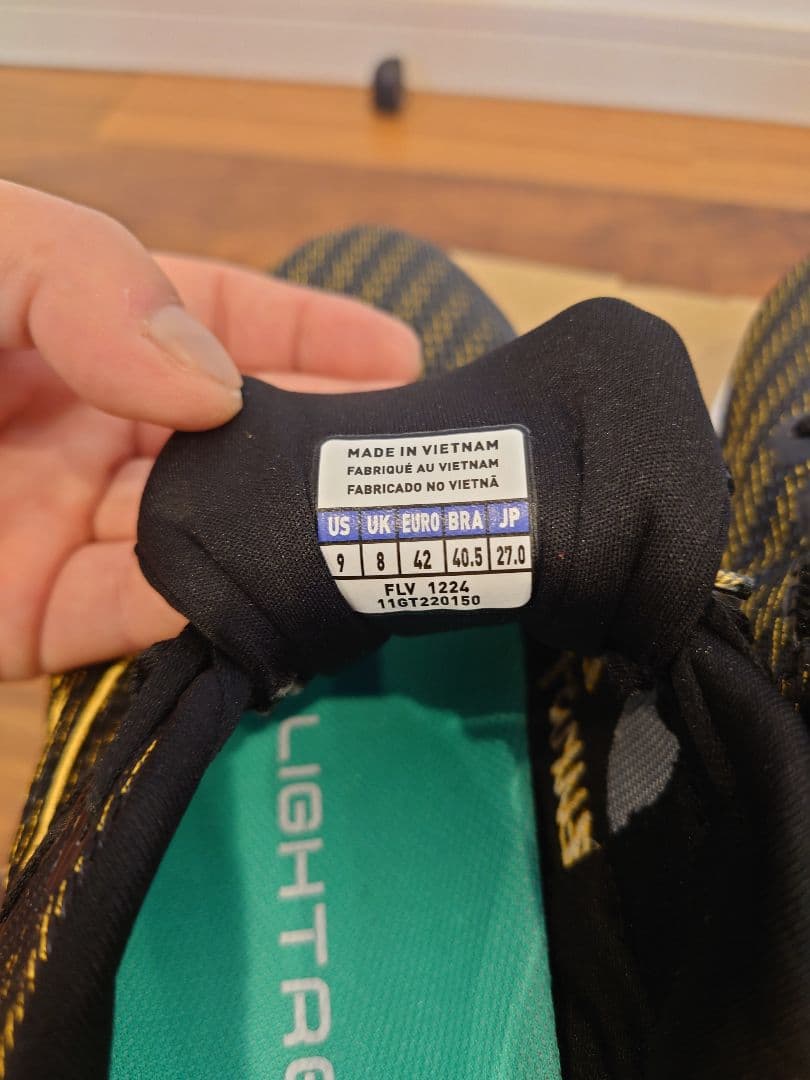 MADE IN VIETNAM
FABRIQUÉ AU VIETNAM
FABRICADO NO VIETNÃ
US UK EURO BRA JP
9 8 42 40.5 27.0
FLV 1224
11GT220150
LIGHTR